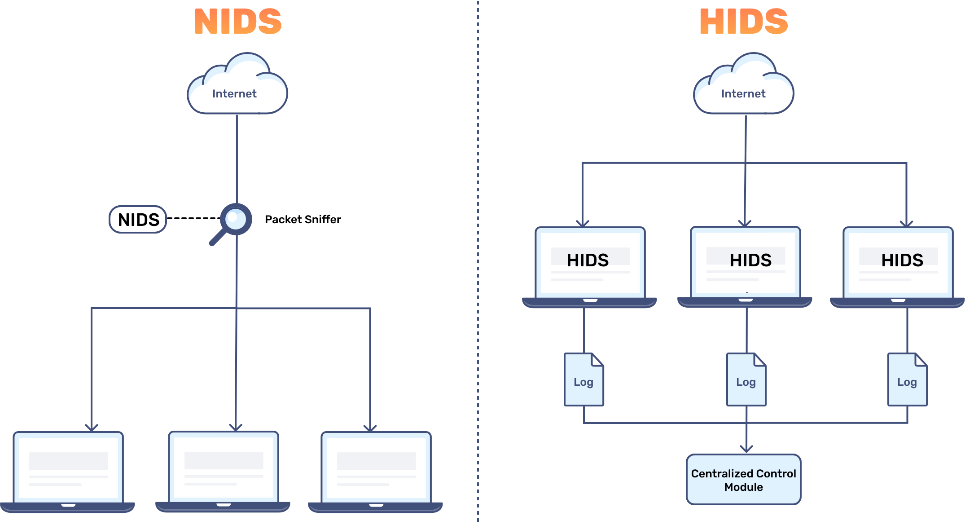 NIDS
Internet
NIDS
Packet Sniffer
HIDS
Internet
HIDS
HIDS
HIDS
Log
Log
Log
Centralized Control
Module